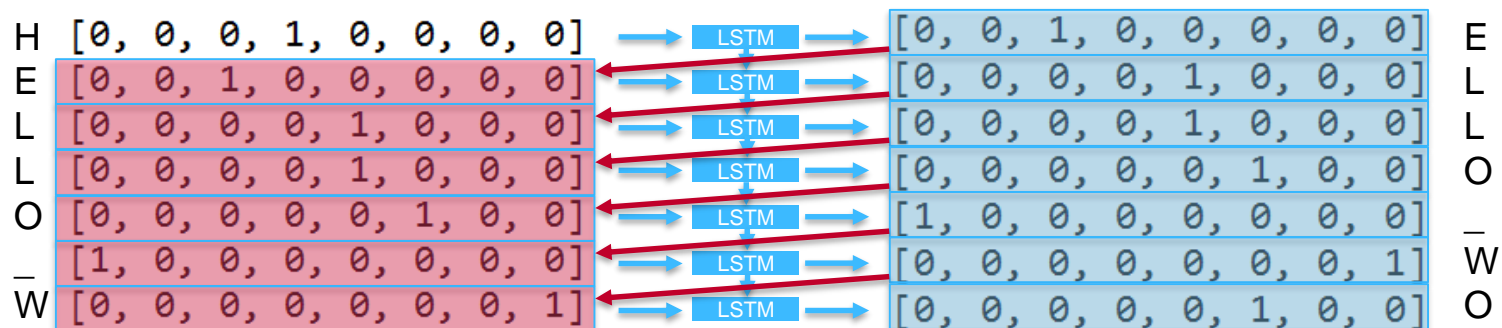 H [0, 0, 0, 1, 0, 0, 0, 0] LSTM [0, 0, 1, 0, 0, 0, 0, 0] E
E [0, 0, 1, 0, 0, 0, 0, 0] LSTM [0, 0, 0, 0, 1, 0, 0, 0] L
L [0, 0, 0, 0, 1, 0, 0, 0] LSTM [0, 0, 0, 0, 1, 0, 0, 0] L
L [0, 0, 0, 0, 1, 0, 0, 0] LSTM [0, 0, 0, 0, 0, 1, 0, 0] O
O [0, 0, 0, 0, 0, 1, 0, 0] LSTM [1, 0, 0, 0, 0, 0, 0, 0] _
_ [1, 0, 0, 0, 0, 0, 0, 0] LSTM [0, 0, 0, 0, 0, 0, 0, 1] W
W [0, 0, 0, 0, 0, 0, 0, 1] LSTM [0, 0, 0, 0, 0, 1, 0, 0] O